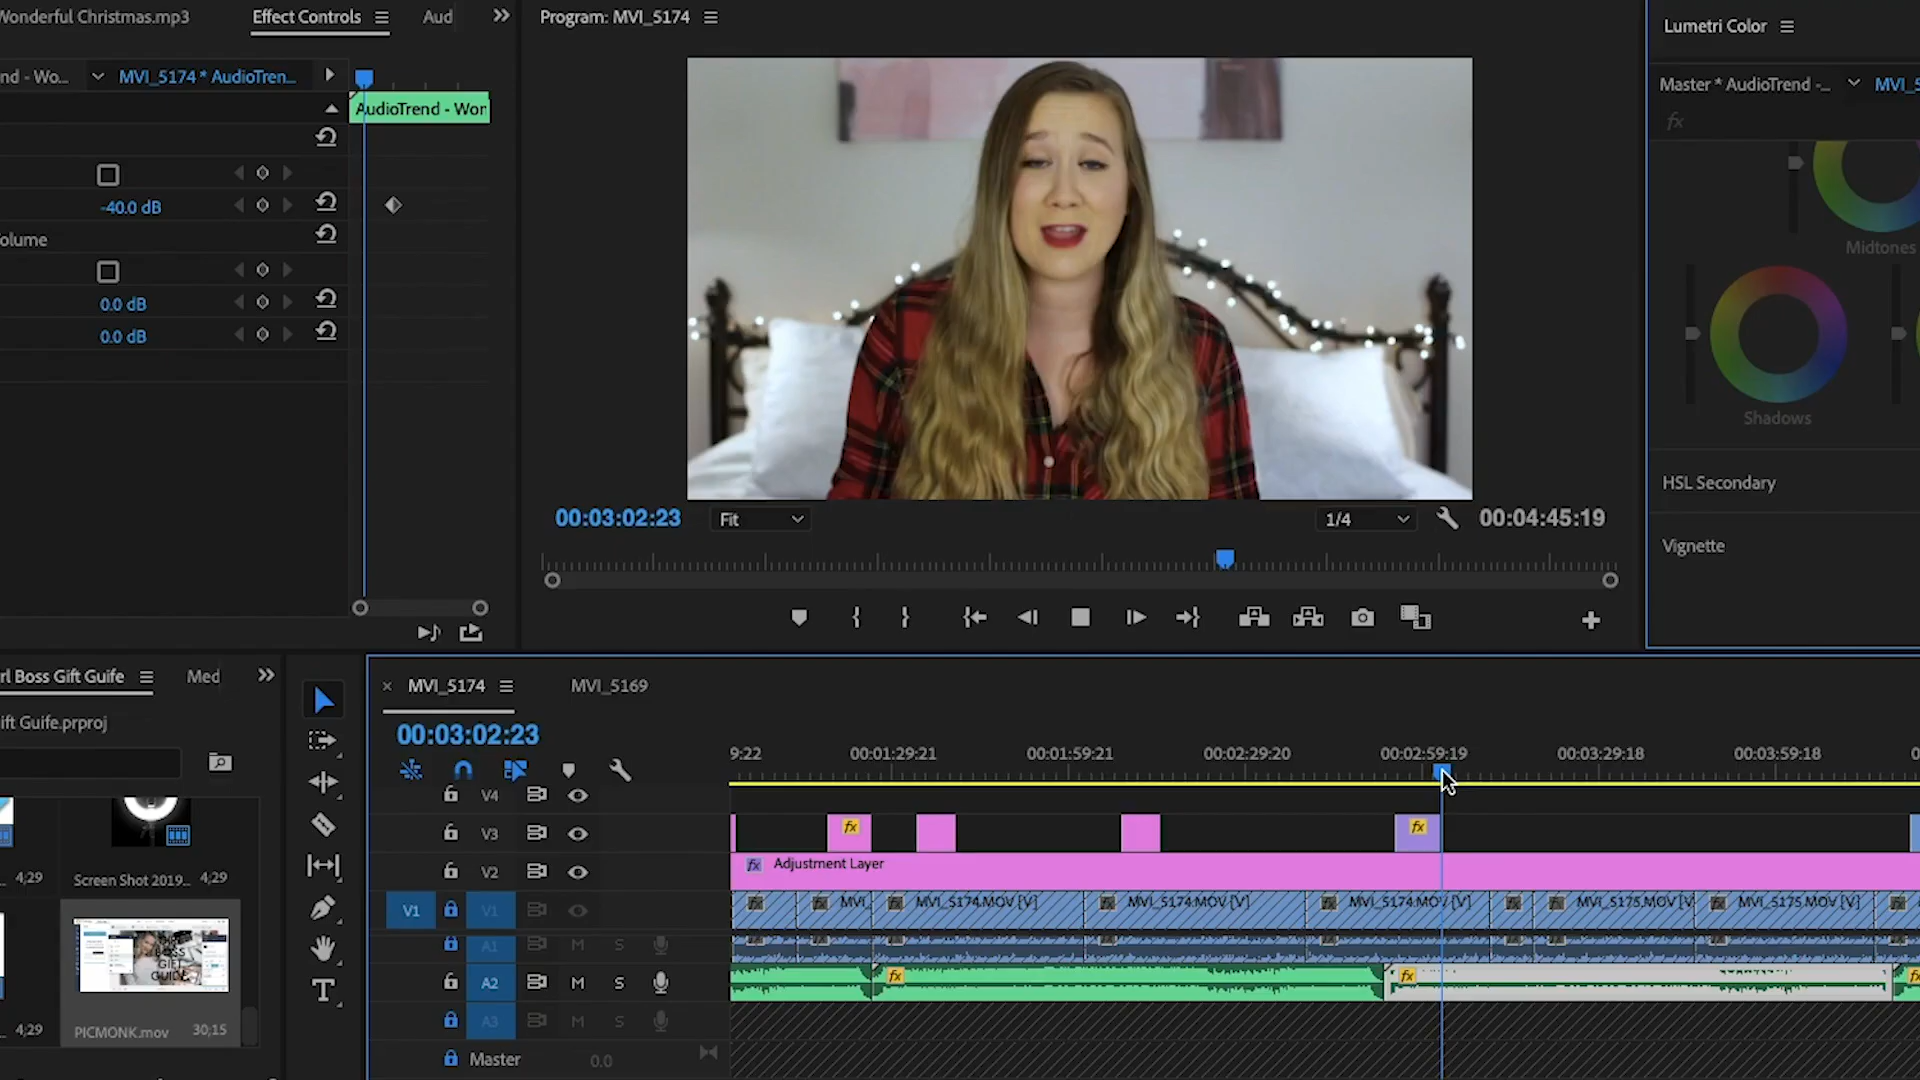 Wonderful Christmas.mp3
Effect Controls
Aud
Program: MVI_5174
Lumetri Color
nd - Wo...
MVI_5174 * AudioTren...
Master * AudioTrend -...
MVI_5
AudioTrend - Wor
fx
-40.0 dB
olume
0.0 dB
0.0 dB
Midtones
Shadows
HSL Secondary
Vignette
00:03:02:23
Fit
1/4
00:04:45:19
rl Boss Gift Guife
Med
ift Guife.prproj
MVI_5174
MVI_5169
00:03:02:23
9:22
00:01:29:21
00:01:59:21
00:02:29:20
00:02:59:19
00:03:29:18
00:03:59:18
V4
V3
fx
fx
V2
fx
Adjustment Layer
V1
V1
MVI_
MVI_5174.MOV [V]
MVI_5174.MOV [V]
MVI_5174.MOV [V]
MVI_5175.MOV [V
MVI_5175.MOV [V]
A1
M
S
A2
M
S
fx
fx
A3
M
S
Master
0.0
4;29
Screen Shot 2019...
4;29
BOSS
GIFT
GUIDE
4;29
PICMONK.mov
30;15